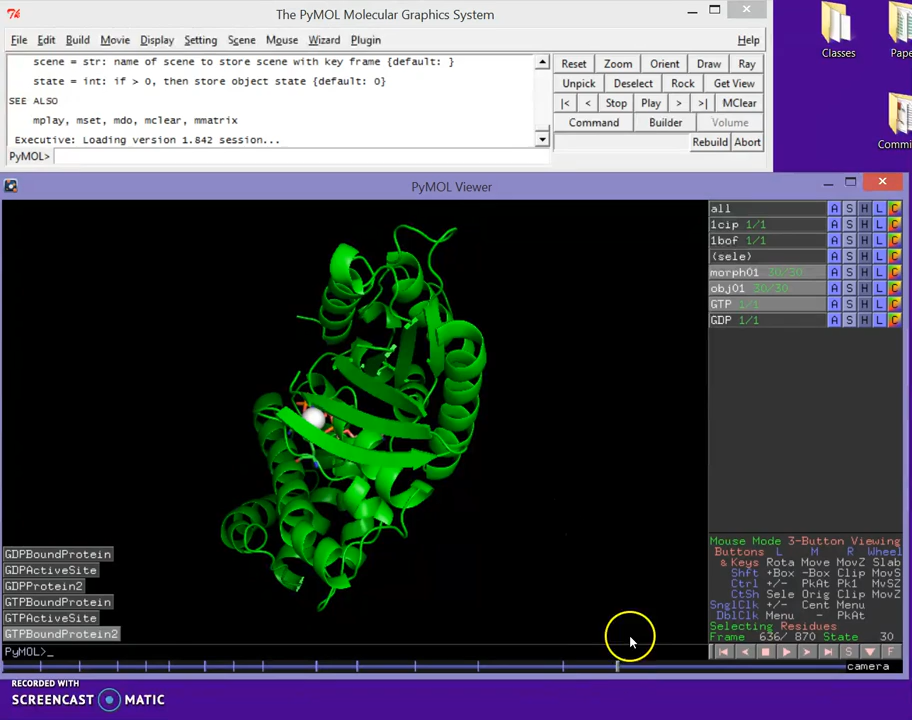 The PyMOL Molecular Graphics System
File Edit Build Movie Display Setting Scene Mouse Wizard Plugin Help
scene = str: name of scene to store scene with key frame {default: }
state = int: if > 0, then store object state {default: 0}
SEE ALSO
mplay, mset, mdo, mclear, mmatrix
Executive: Loading version 1.842 session...
PyMOL>
Reset Zoom Orient Draw Ray
Unpick Deselect Rock Get View
|< < Stop Play > >| MClear
Command Builder Volume
Rebuild Abort
Classes
Pape
Commi
PyMOL Viewer
all A S H L C
1cip 1/1 A S H L C
1bof 1/1 A S H L C
(sele) A S H L C
morph01 30/30 A S H L C
obj01 30/30 A S H L C
GTP 1/1 A S H L C
GDP 1/1 A S H L C
GDPBoundProtein
GDPActiveSite
GDPProtein2
GTPBoundProtein
GTPActiveSite
GTPBoundProtein2
PyMOL>_
Mouse Mode 3-Button Viewing
Buttons L M R Wheel
& Keys Rota Move MovZ Slab
Shft +Box -Box Clip MovS
Ctrl +/- PkAt Pk1 MvSZ
CtSh Sele Orig Clip MovZ
SnglClk +/- Cent Menu
DblClk Menu - PkAt
Selecting Residues
Frame 636/ 870 State 30
S F
camera
RECORDED WITH
SCREENCAST MATIC